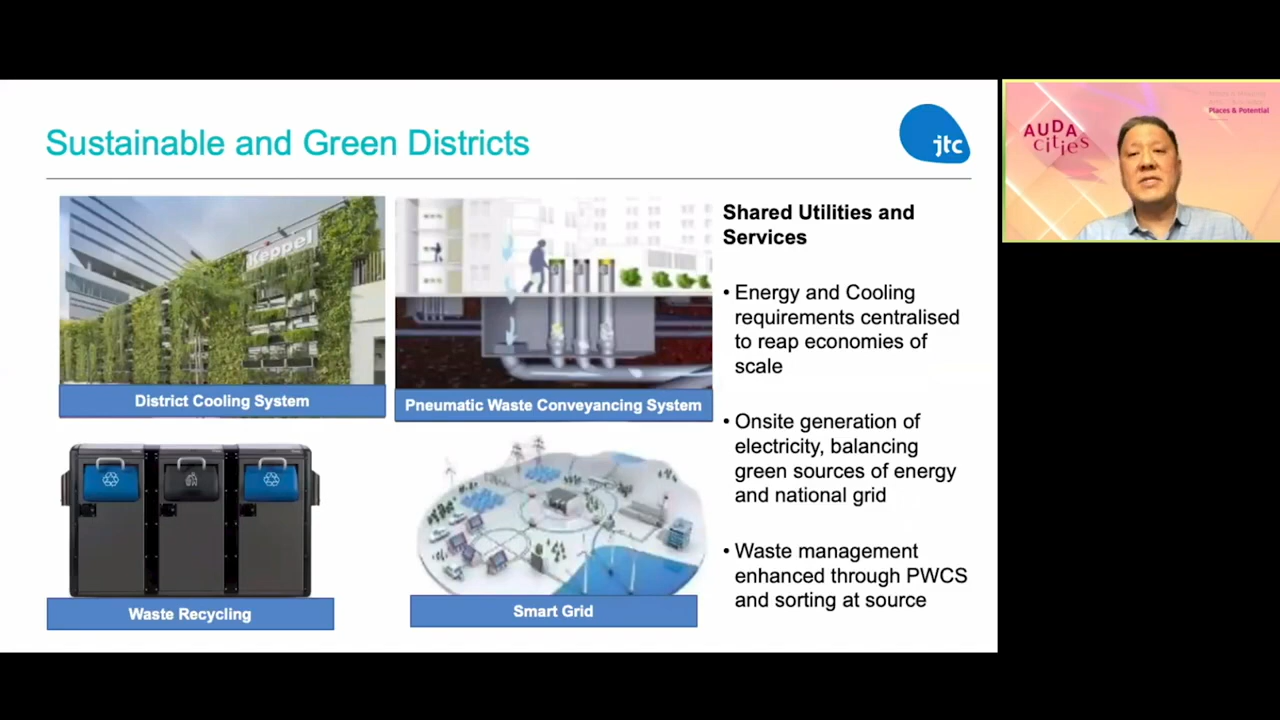 Sustainable and Green Districts
jtc
Keppel
District Cooling System
Pneumatic Waste Conveyancing System
Waste Recycling
Smart Grid
Shared Utilities and
Services
• Energy and Cooling
requirements centralised
to reap economies of
scale
• Onsite generation of
electricity, balancing
green sources of energy
and national grid
• Waste management
enhanced through PWCS
and sorting at source
AUDA
cities
Places & Potential